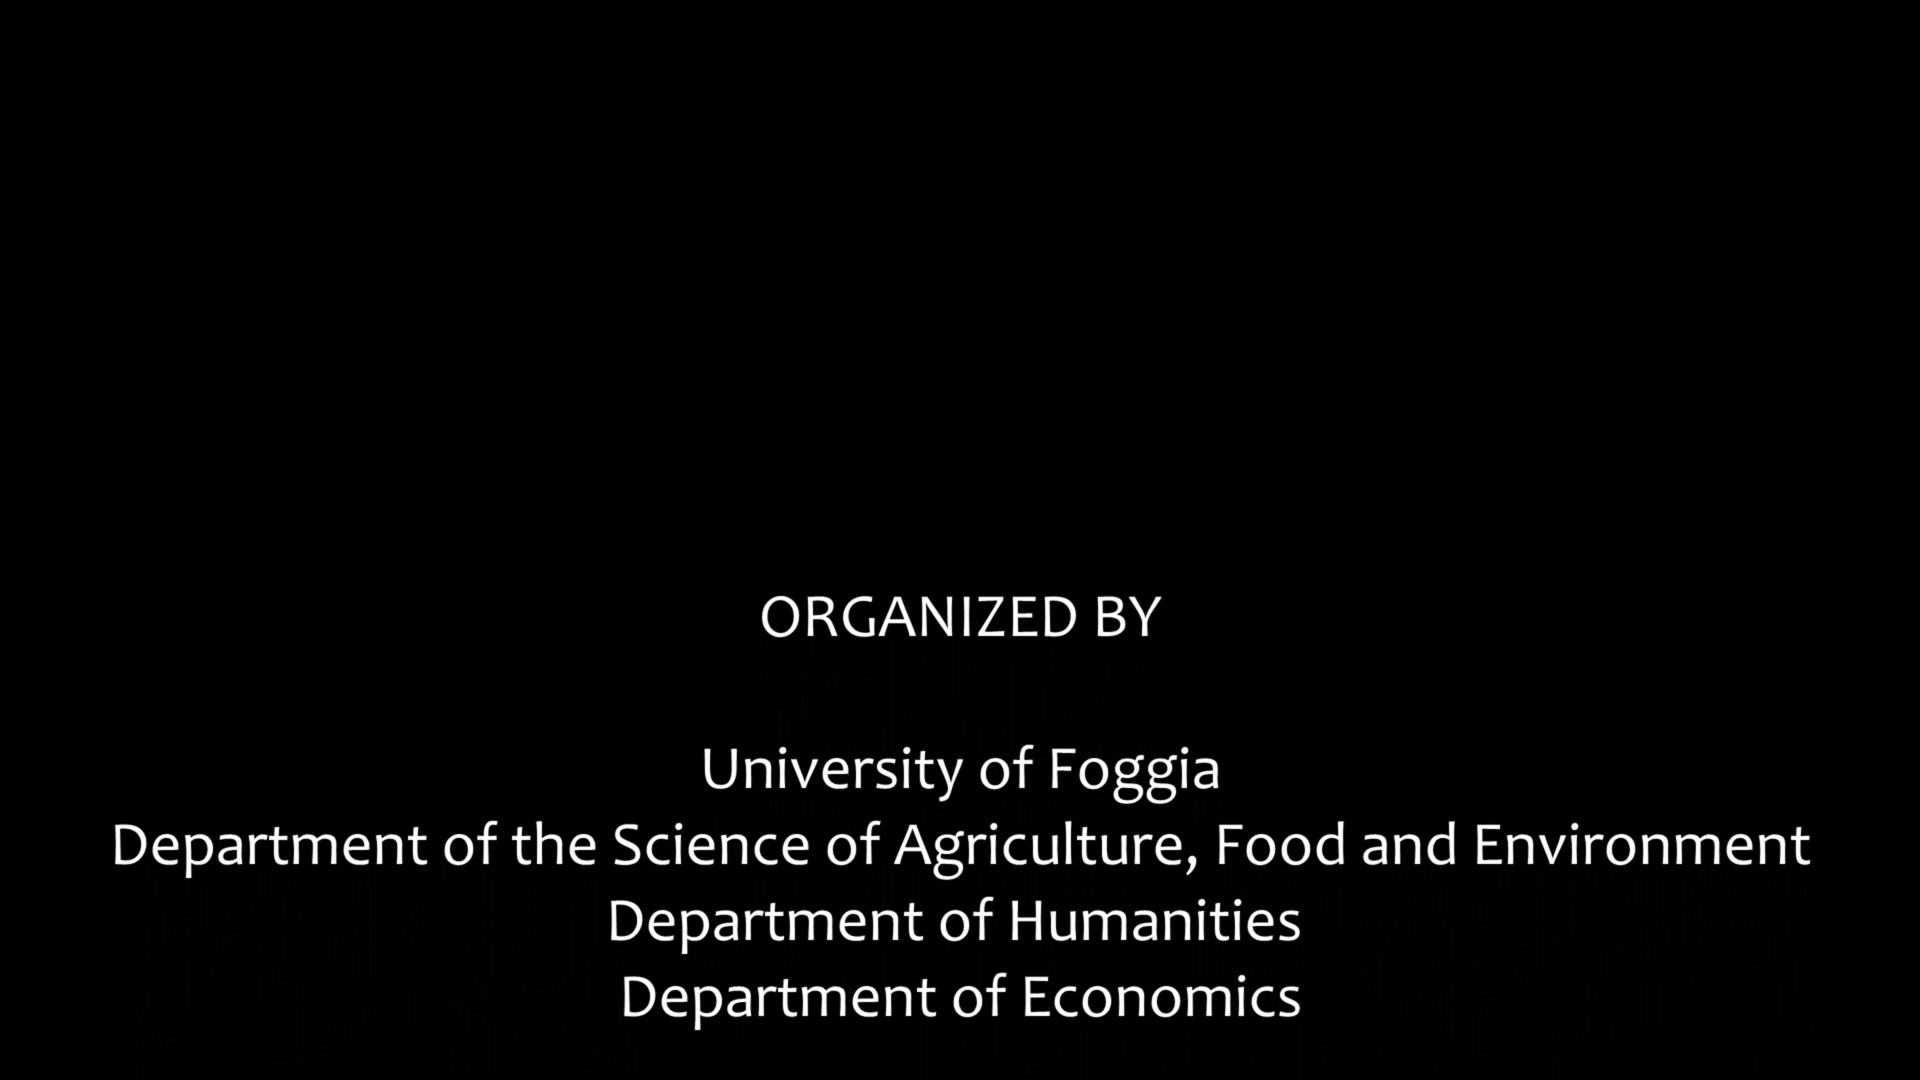 ORGANIZED BY
University of Foggia
Department of the Science of Agriculture, Food and Environment
Department of Humanities
Department of Economics